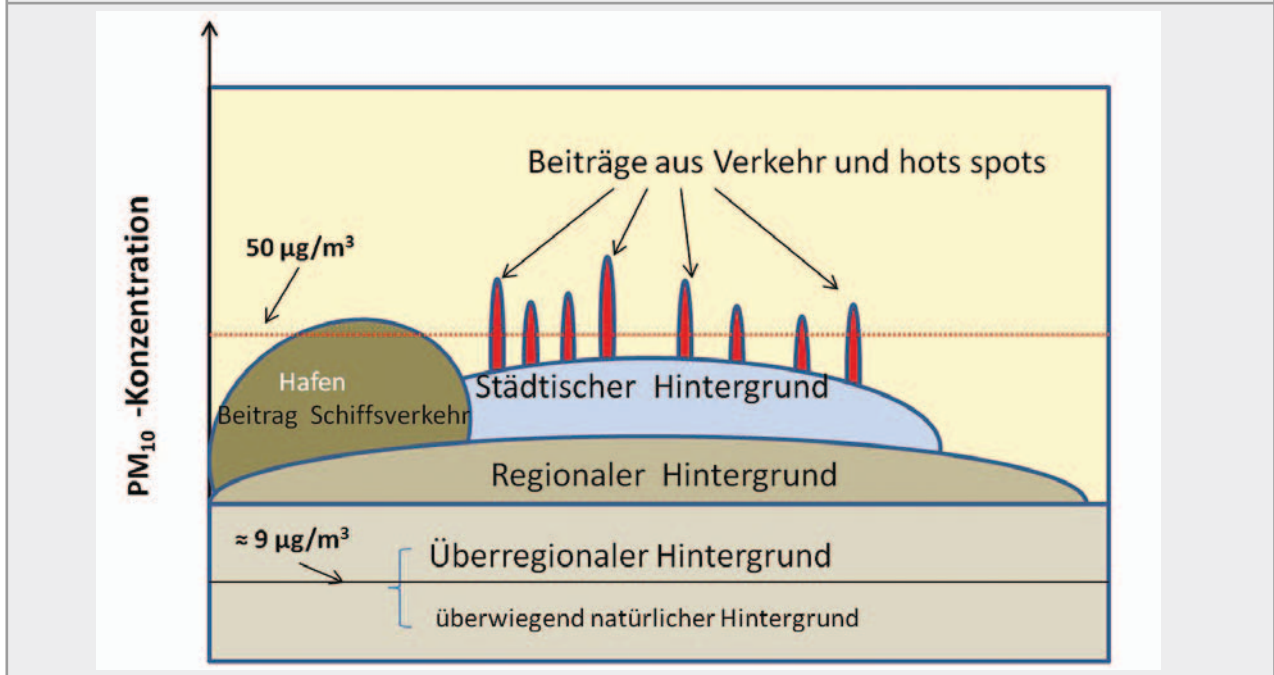 Beiträge aus Verkehr und hots spots
50 µg/m³
PM₁₀ -Konzentration
Hafen
Beitrag Schiffsverkehr
Städtischer Hintergrund
Regionaler Hintergrund
≈ 9 µg/m³
Überregionaler Hintergrund
überwiegend natürlicher Hintergrund